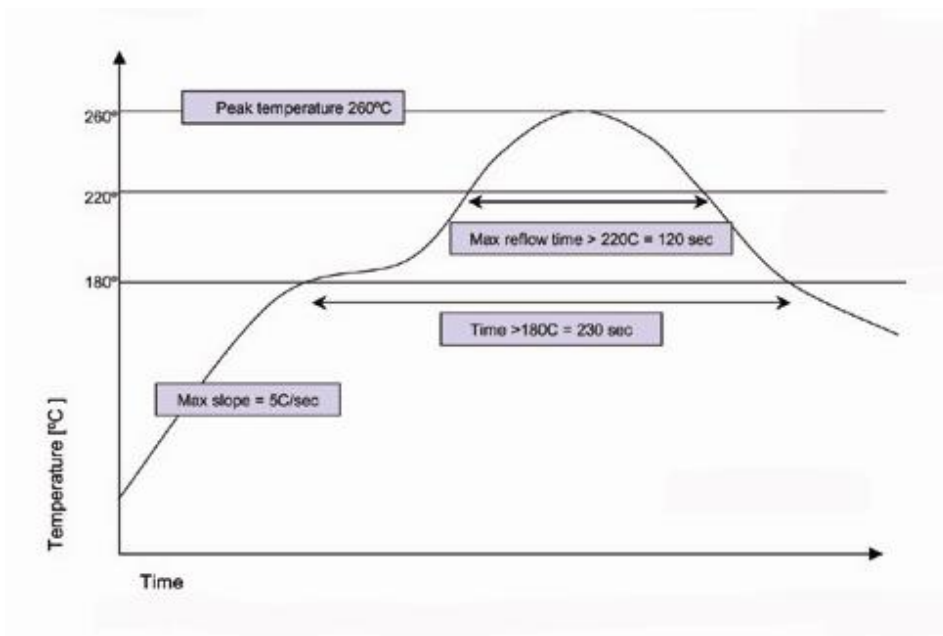 Peak temperature 260ºC
260º
220º
Max reflow time > 220C = 120 sec
180º
Time >180C = 230 sec
Max slope = 5C/sec
Temperature [ºC ]
Time